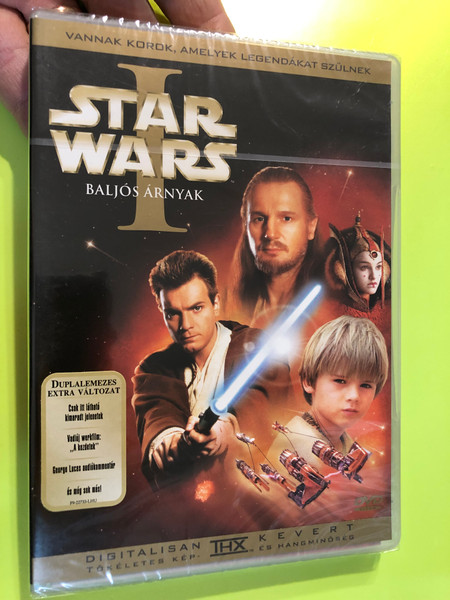 VANNAK KOROK, AMELYEK LEGENDÁKAT SZÜLNEK
I
STAR
WARS
BALJÓS ÁRNYAK
DUPLALEMEZES
EXTRA VÁLTOZAT
Csak itt látható
kimaradt jelenetek
Vadiúj werkfilm:
„A kezdetek"
George Lucas audiókommentár
és még sok más!
DIGITÁLISAN THX KEVERT
TÖKÉLETES KÉP- ÉS HANGMINŐSÉG